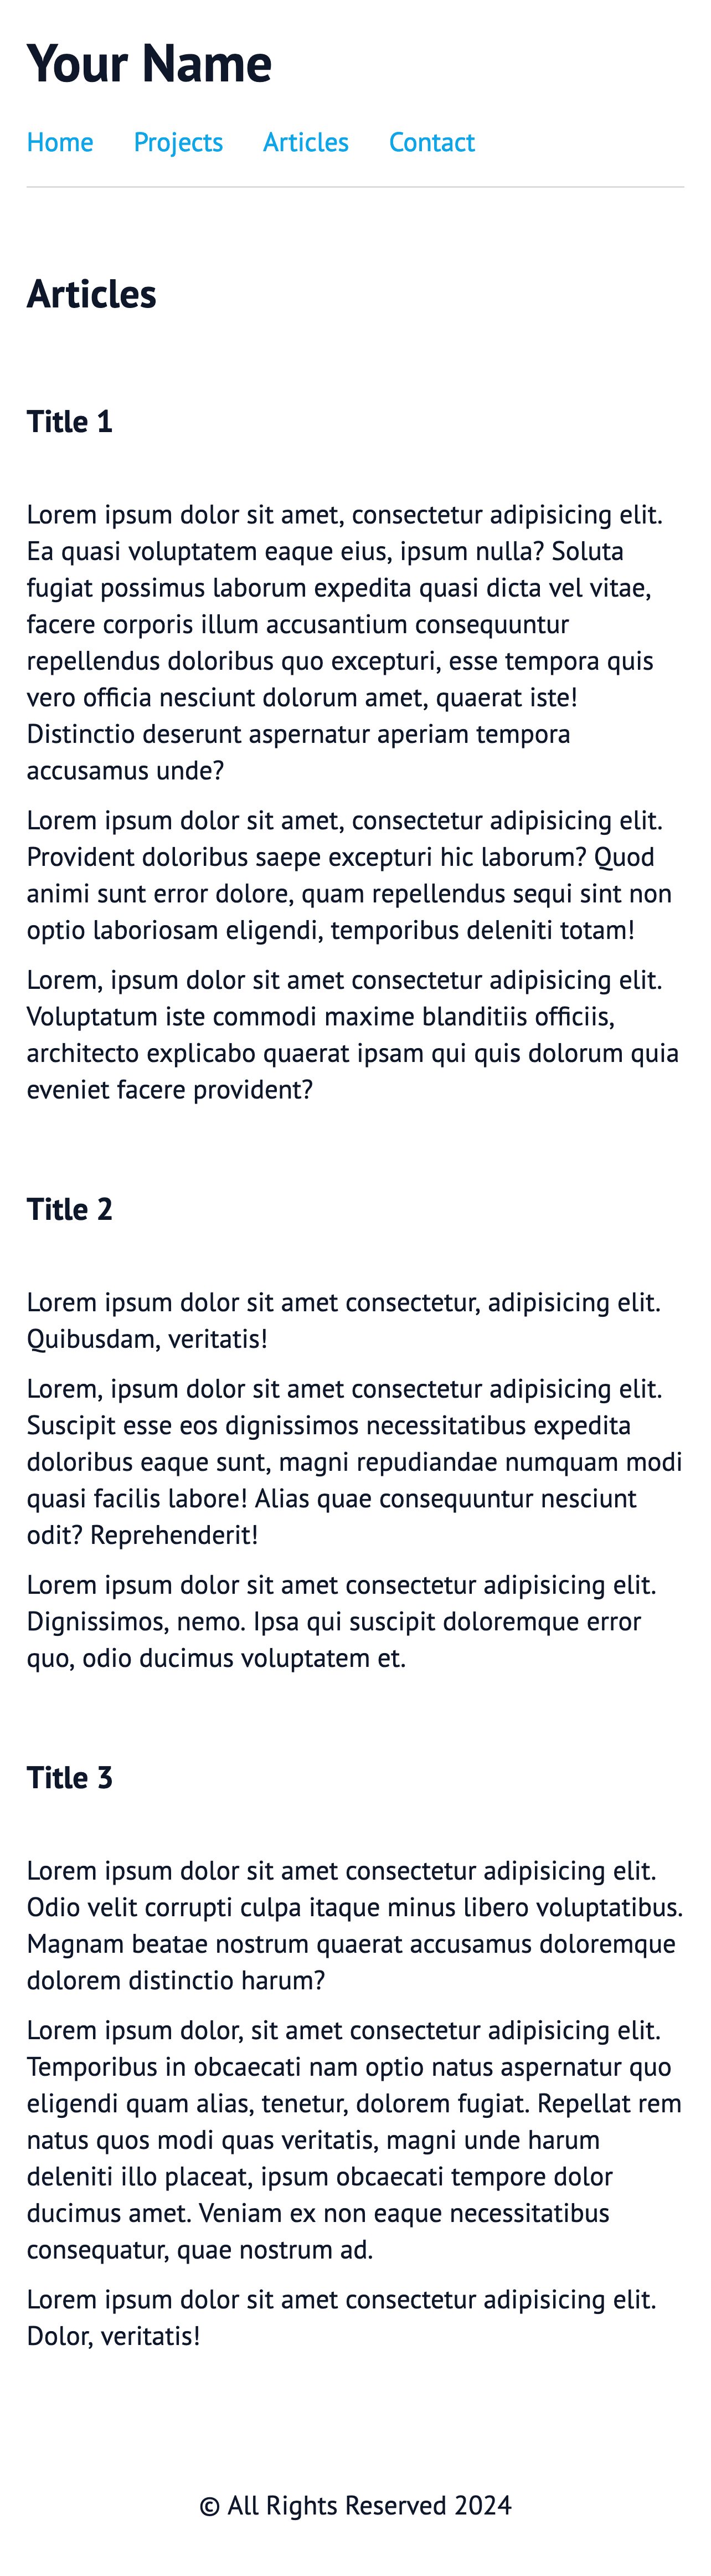 Your Name
Home Projects Articles Contact
Articles
Title 1
Lorem ipsum dolor sit amet, consectetur adipisicing elit.
Ea quasi voluptatem eaque eius, ipsum nulla? Soluta
fugiat possimus laborum expedita quasi dicta vel vitae,
facere corporis illum accusantium consequuntur
repellendus doloribus quo excepturi, esse tempora quis
vero officia nesciunt dolorum amet, quaerat iste!
Distinctio deserunt aspernatur aperiam tempora
accusamus unde?
Lorem ipsum dolor sit amet, consectetur adipisicing elit.
Provident doloribus saepe excepturi hic laborum? Quod
animi sunt error dolore, quam repellendus sequi sint non
optio laboriosam eligendi, temporibus deleniti totam!
Lorem, ipsum dolor sit amet consectetur adipisicing elit.
Voluptatum iste commodi maxime blanditiis officiis,
architecto explicabo quaerat ipsam qui quis dolorum quia
eveniet facere provident?
Title 2
Lorem ipsum dolor sit amet consectetur, adipisicing elit.
Quibusdam, veritatis!
Lorem, ipsum dolor sit amet consectetur adipisicing elit.
Suscipit esse eos dignissimos necessitatibus expedita
doloribus eaque sunt, magni repudiandae numquam modi
quasi facilis labore! Alias quae consequuntur nesciunt
odit? Reprehenderit!
Lorem ipsum dolor sit amet consectetur adipisicing elit.
Dignissimos, nemo. Ipsa qui suscipit doloremque error
quo, odio ducimus voluptatem et.
Title 3
Lorem ipsum dolor sit amet consectetur adipisicing elit.
Odio velit corrupti culpa itaque minus libero voluptatibus.
Magnam beatae nostrum quaerat accusamus doloremque
dolorem distinctio harum?
Lorem ipsum dolor, sit amet consectetur adipisicing elit.
Temporibus in obcaecati nam optio natus aspernatur quo
eligendi quam alias, tenetur, dolorem fugiat. Repellat rem
natus quos modi quas veritatis, magni unde harum
deleniti illo placeat, ipsum obcaecati tempore dolor
ducimus amet. Veniam ex non eaque necessitatibus
consequatur, quae nostrum ad.
Lorem ipsum dolor sit amet consectetur adipisicing elit.
Dolor, veritatis!
© All Rights Reserved 2024